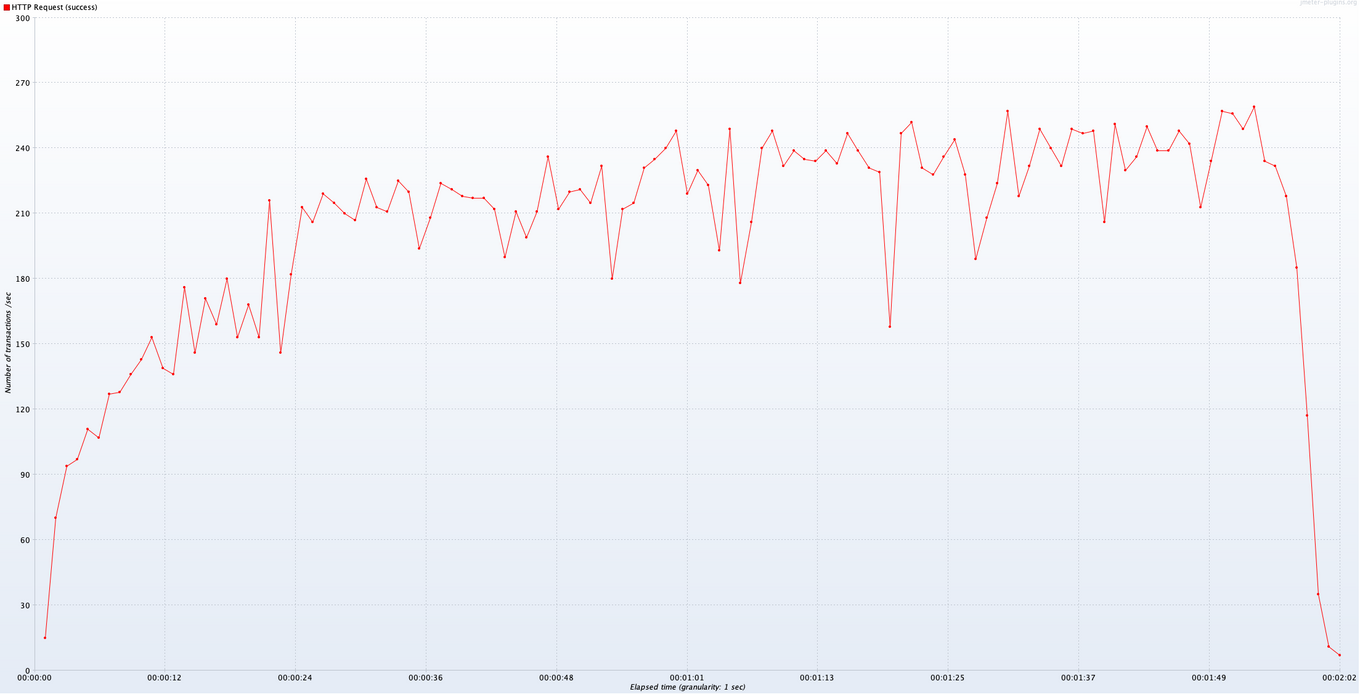 HTTP Request (success)
jmeter-plugins.org
300
270
240
210
180
150
120
90
60
30
0
Number of transactions /sec
00:00:00 00:00:12 00:00:24 00:00:36 00:00:48 00:01:01 00:01:13 00:01:25 00:01:37 00:01:49 00:02:02
Elapsed time (granularity: 1 sec)